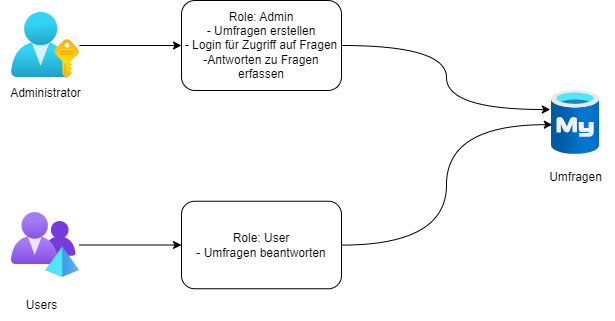 Role: Admin
- Umfragen erstellen
- Login für Zugriff auf Fragen
-Antworten zu Fragen
erfassen
Administrator
My
Umfragen
Role: User
- Umfragen beantworten
Users